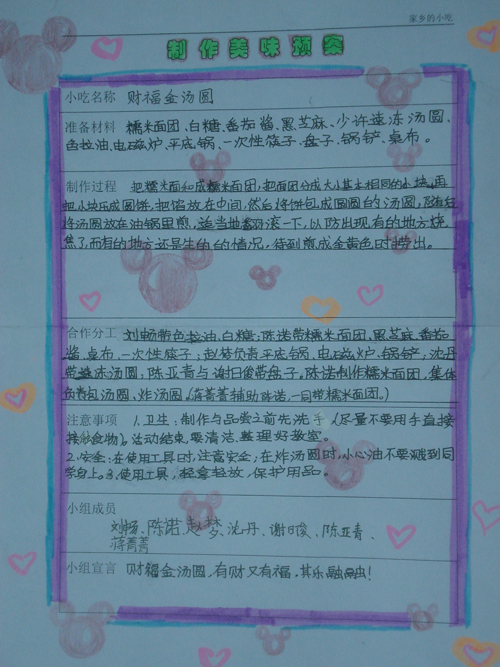 家乡的小吃
制作美味预案
小吃名称 财福金汤圆
准备材料 糯米面团、白糖、番茄酱、黑芝麻、少许速冻汤圆、
色拉油、电磁炉、平底锅、一次性筷子、盘子、锅铲、桌布。
制作过程 把糯米面和成糯米面团,把面团分成大小基本相同的小块,再
把小块压成圆饼,把馅放在中间,然后将饼包成圆圆的汤圆,
将汤圆放在油锅里煎,适当地翻滚一下,以防出现有的地方烧
焦了而有的地方还是生的的情况,待到煎成金黄色时捞出。
合作分工 刘畅带色拉油、白糖;陈诺带糯米面团、黑芝麻、番茄
酱、桌布、一次性筷子;赵梦负责平底锅、电磁炉、锅铲;沈丹
带速冻汤圆;陈亚青与谢日俊带盘子。陈诺制作糯米面团,集体
负责包汤圆、炸汤圆。(蒋菁菁辅助陈诺,一同带糯米面团。)
注意事项 1.卫生:制作与品尝之前先洗手(尽量不要用手直接
接触食物)。活动结束,要清洁、整理好教室。
2.安全:在使用工具时,注意安全;在炸汤圆时,小心油不要溅到同
学身上。3.使用工具,轻拿轻放,保护用品。
小组成员
刘畅、陈诺、赵梦、沈丹、谢日俊、陈亚青、
蒋菁菁
小组宣言 财福金汤圆,有财又有福,其乐融融!